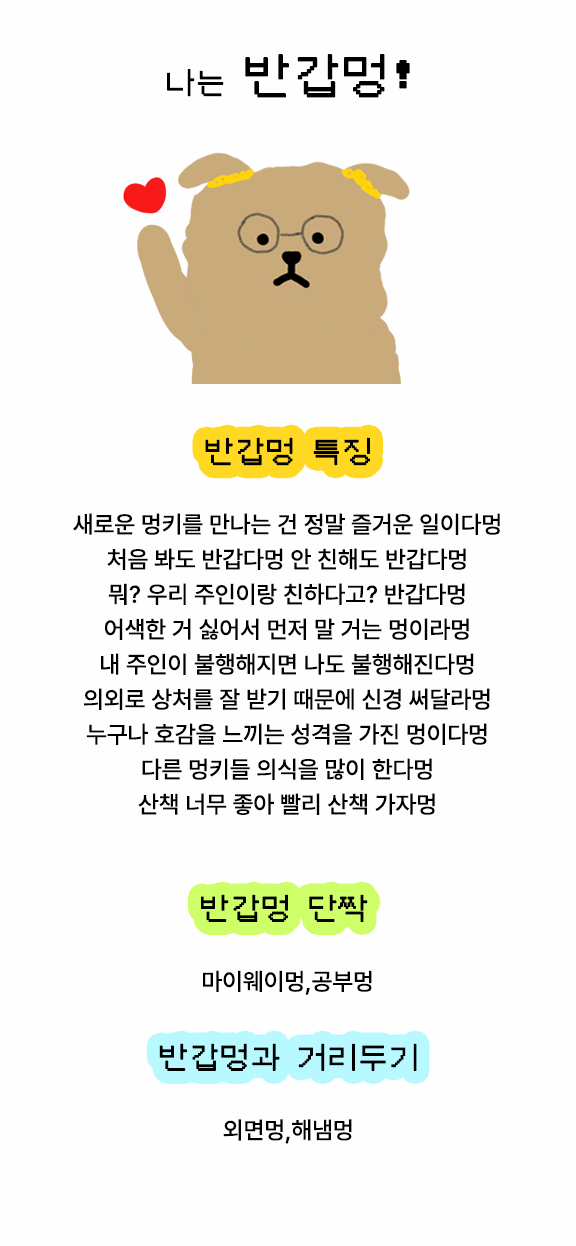 나는 반갑멍!
반갑멍 특징
새로운 멍키를 만나는 건 정말 즐거운 일이다멍
처음 봐도 반갑다멍 안 친해도 반갑다멍
뭐? 우리 주인이랑 친하다고? 반갑다멍
어색한 거 싫어서 먼저 말 거는 멍이라멍
내 주인이 불행해지면 나도 불행해진다멍
의외로 상처를 잘 받기 때문에 신경 써달라멍
누구나 호감을 느끼는 성격을 가진 멍이다멍
다른 멍키들 의식을 많이 한다멍
산책 너무 좋아 빨리 산책 가자멍
반갑멍 단짝
마이웨이멍,공부멍
반갑멍과 거리두기
외면멍,해냄멍